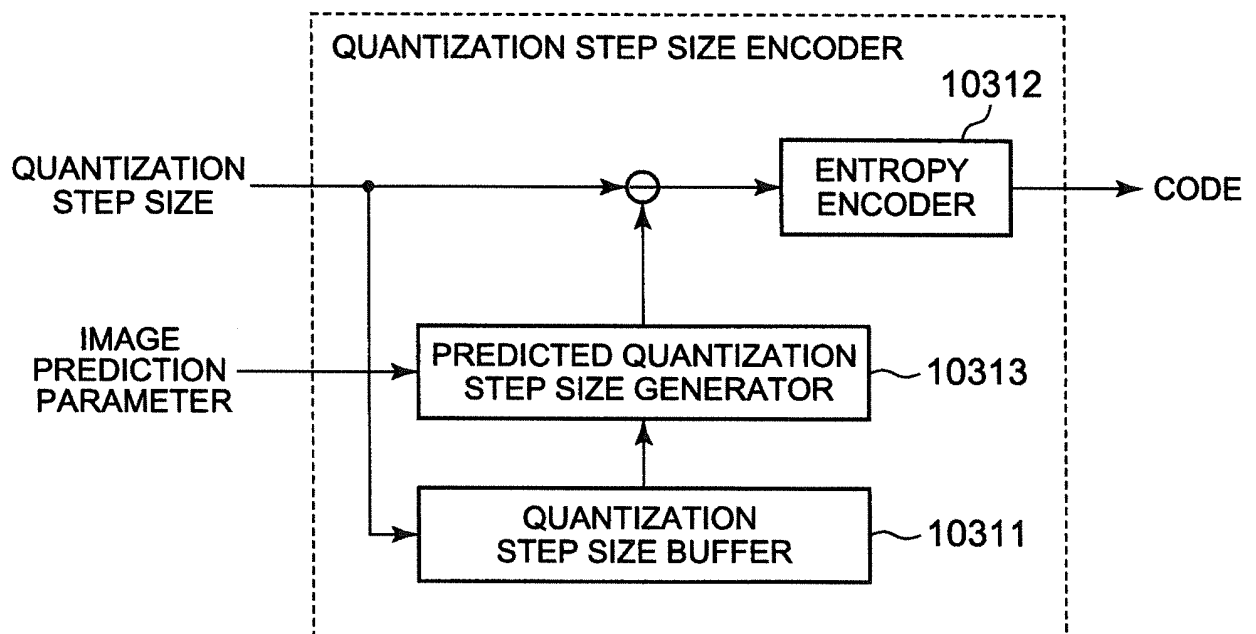 QUANTIZATION STEP SIZE ENCODER
10312
QUANTIZATION
STEP SIZE
ENTROPY
ENCODER
CODE
IMAGE
PREDICTION
PARAMETER
PREDICTED QUANTIZATION
STEP SIZE GENERATOR
10313
QUANTIZATION
STEP SIZE BUFFER
10311